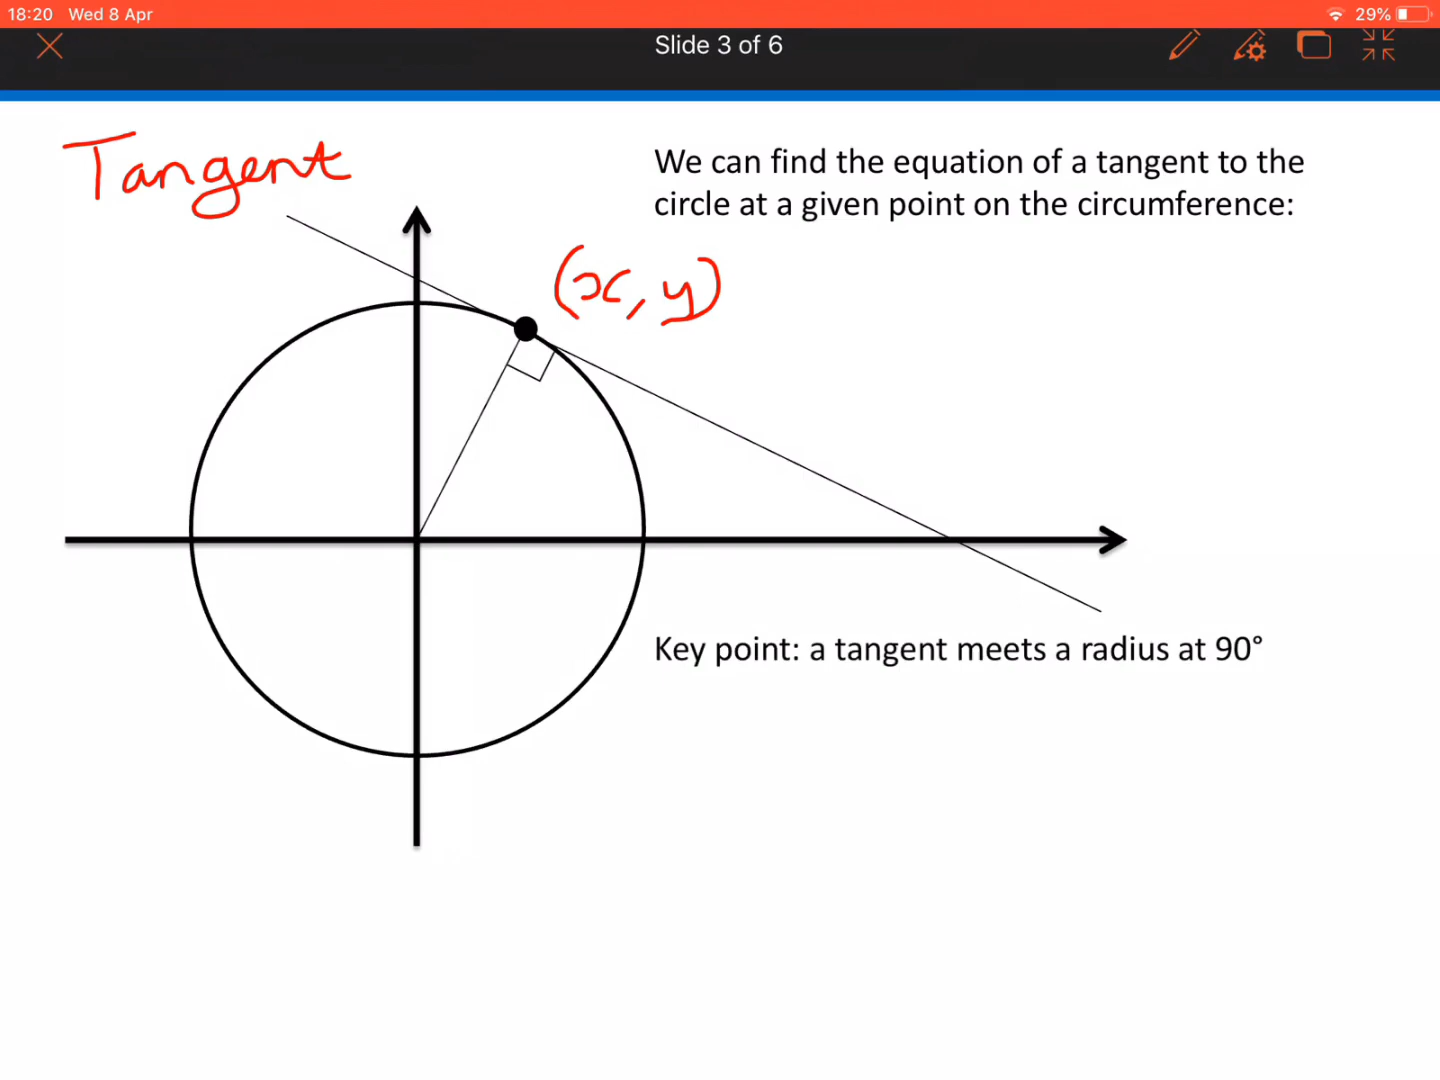 18:20 Wed 8 Apr
29%
Slide 3 of 6
Tangent
We can find the equation of a tangent to the
circle at a given point on the circumference:
(x, y)
Key point: a tangent meets a radius at 90°